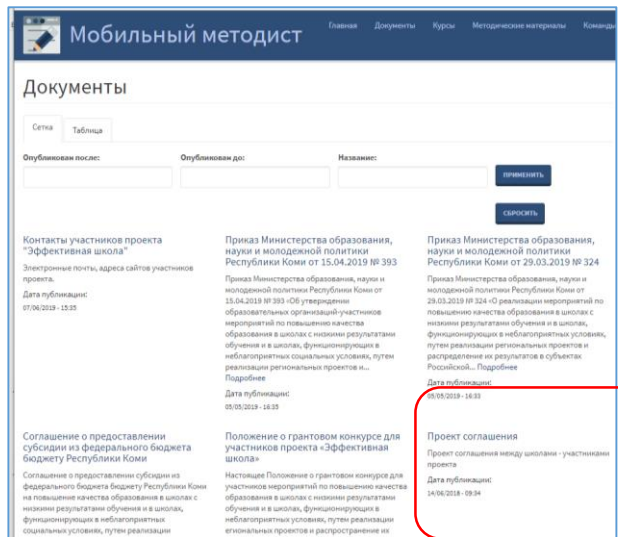 Мобильный методист
Главная Документы Курсы Методические материалы Команды
Документы
Сетка Таблица
Опубликован после: Опубликован до: Название:
ПРИМЕНИТЬ
СБРОСИТЬ
Контакты участников проекта
"Эффективная школа"
Электронные почты, адреса сайтов участников
проекта.
Дата публикации:
07/06/2019 - 15:35
Приказ Министерства образования,
науки и молодежной политики
Республики Коми от 15.04.2019 № 393
Приказ Министерства образования, науки и
молодежной политики Республики Коми от
15.04.2019 № 393 «Об утверждении
образовательных организаций-участников
мероприятий по повышению качества
образования в школах с низкими результатами
обучения и в школах, функционирующих в
неблагоприятных социальных условиях, путем
реализации региональных проектов и...
Подробнее
Дата публикации:
05/05/2019 - 16:35
Приказ Министерства образования,
науки и молодежной политики
Республики Коми от 29.03.2019 № 324
Приказ Министерства образования, науки и
молодежной политики Республики Коми от
29.03.2019 № 324 «О реализации мероприятий по
повышению качества образования в школах с
низкими результатами обучения и в школах,
функционирующих в неблагоприятных условиях,
путем реализации региональных проектов и
распределение их результатов в субъектах
Российской... Подробнее
Дата публикации:
05/05/2019 - 16:33
Соглашение о предоставлении
субсидии из федерального бюджета
бюджету Республики Коми
Соглашение о предоставлении субсидии из
федерального бюджета бюджету Республики Коми
на повышение качества образования в школах с
низкими результатами обучения и в школах,
функционирующих в неблагоприятных
социальных условиях, путем реализации
Положение о грантовом конкурсе для
участников проекта «Эффективная
школа»
Настоящее Положение о грантовом конкурсе для
участников мероприятий по повышению качества
образования в школах с низкими результатами
обучения и в школах, функционирующих в
неблагоприятных условиях, путем реализации
егиональных проектов и распространение их
Проект соглашения
Проект соглашения между школами - участниками
проекта
Дата публикации:
14/06/2018 - 09:34